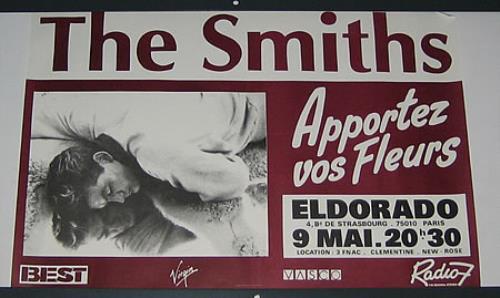 The Smiths
Apportez
vos Fleurs
ELDORADO
4, Bᴅ DE STRASBOURG . 75010 PARIS
9 MAI. 20ʰ30
LOCATION : 3 FNAC . CLEMENTINE . NEW - ROSE
BEST
Virgin
VASCO
Radio 7